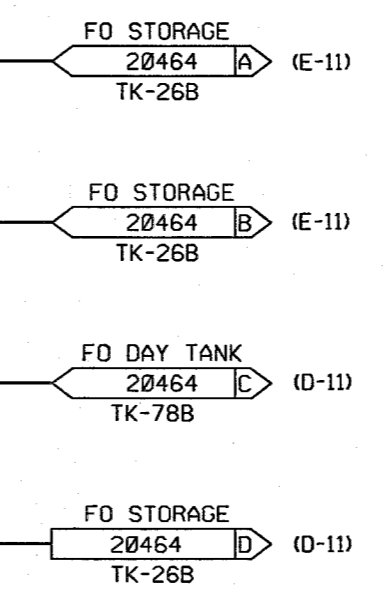 FO STORAGE
20464 A (E-11)
TK-26B
FO STORAGE
20464 B (E-11)
TK-26B
FO DAY TANK
20464 C (D-11)
TK-78B
FO STORAGE
20464 D (D-11)
TK-26B